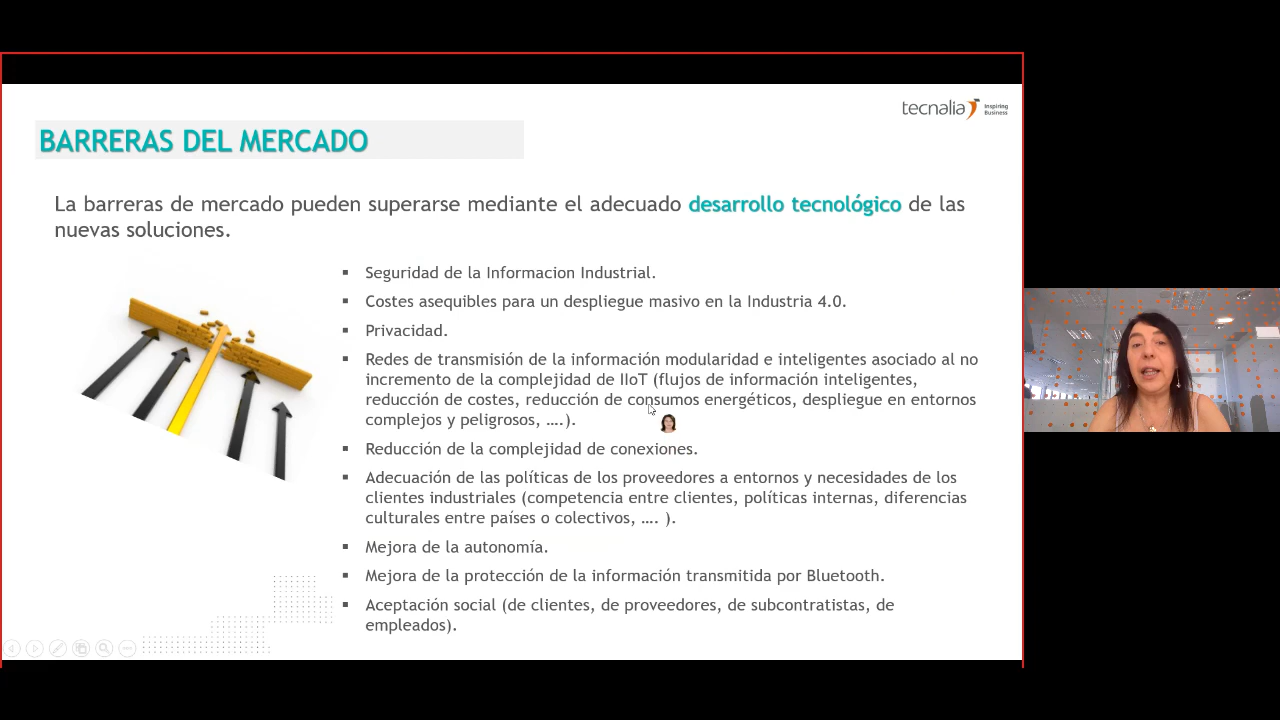 tecnalia Inspiring Business
BARRERAS DEL MERCADO
La barreras de mercado pueden superarse mediante el adecuado desarrollo tecnológico de las
nuevas soluciones.
▪ Seguridad de la Informacion Industrial.
▪ Costes asequibles para un despliegue masivo en la Industria 4.0.
▪ Privacidad.
▪ Redes de transmisión de la información modularidad e inteligentes asociado al no
incremento de la complejidad de IIoT (flujos de información inteligentes,
reducción de costes, reducción de consumos energéticos, despliegue en entornos
complejos y peligrosos, ….).
▪ Reducción de la complejidad de conexiones.
▪ Adecuación de las políticas de los proveedores a entornos y necesidades de los
clientes industriales (competencia entre clientes, políticas internas, diferencias
culturales entre países o colectivos, …. ).
▪ Mejora de la autonomía.
▪ Mejora de la protección de la información transmitida por Bluetooth.
▪ Aceptación social (de clientes, de proveedores, de subcontratistas, de
empleados).